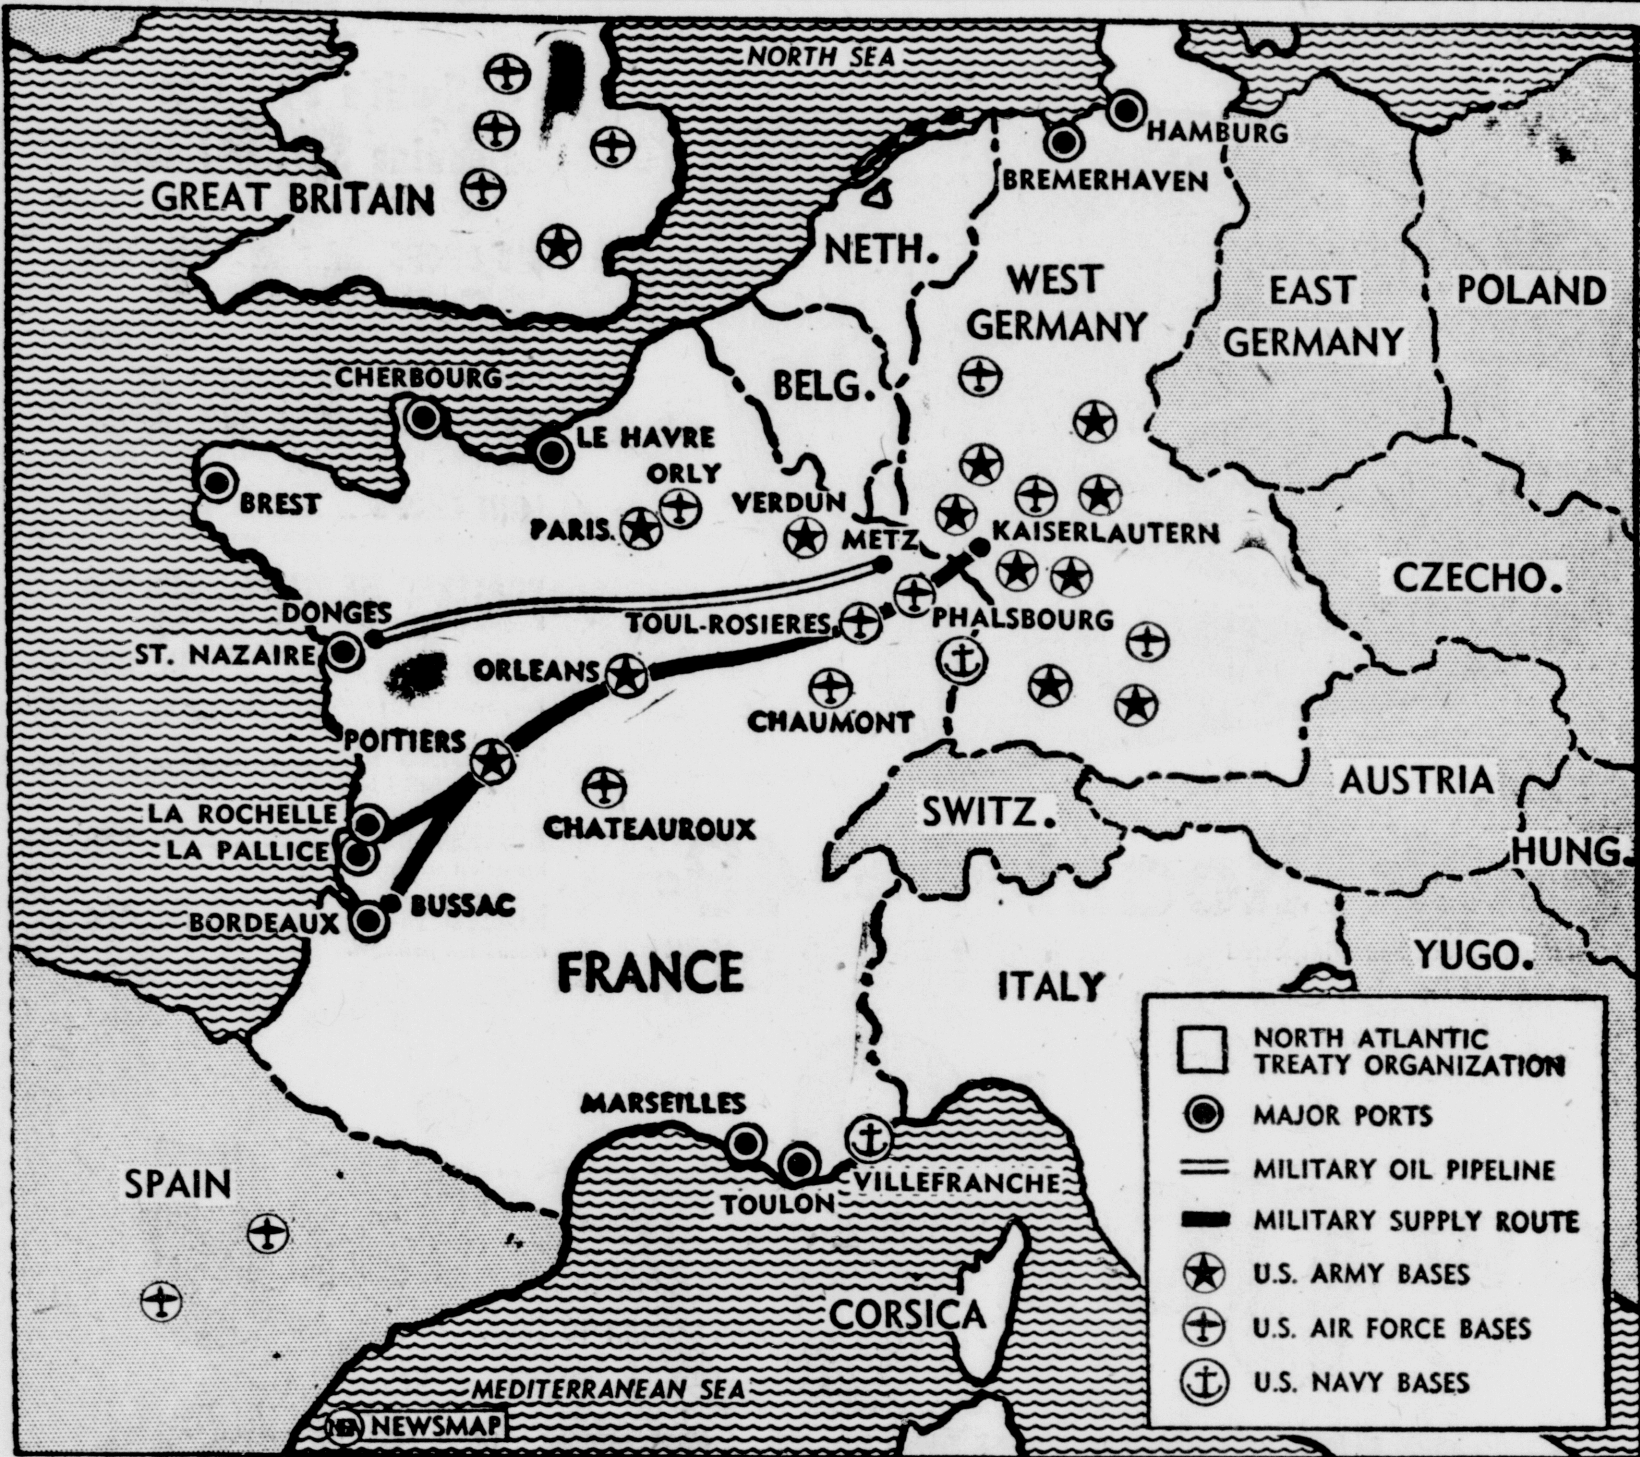 NORTH SEA
HAMBURG
BREMERHAVEN
GREAT BRITAIN
NETH.
WEST
GERMANY
EAST
GERMANY
POLAND
CHERBOURG
BELG.
LE HAVRE
ORLY
BREST
VERDUN
PARIS
METZ
KAISERLAUTERN
CZECHO.
DONGES
TOUL-ROSIERES
PHALSBOURG
ST. NAZAIRE
ORLEANS
CHAUMONT
POITIERS
AUSTRIA
LA ROCHELLE
SWITZ.
CHATEAUROUX
LA PALLICE
HUNG.
BUSSAC
BORDEAUX
FRANCE
YUGO.
ITALY
NORTH ATLANTIC
TREATY ORGANIZATION
MARSEILLES
MAJOR PORTS
SPAIN
VILLEFRANCHE
TOULON
MILITARY OIL PIPELINE
MILITARY SUPPLY ROUTE
U.S. ARMY BASES
CORSICA
U.S. AIR FORCE BASES
U.S. NAVY BASES
MEDITERRANEAN SEA
NEWSMAP